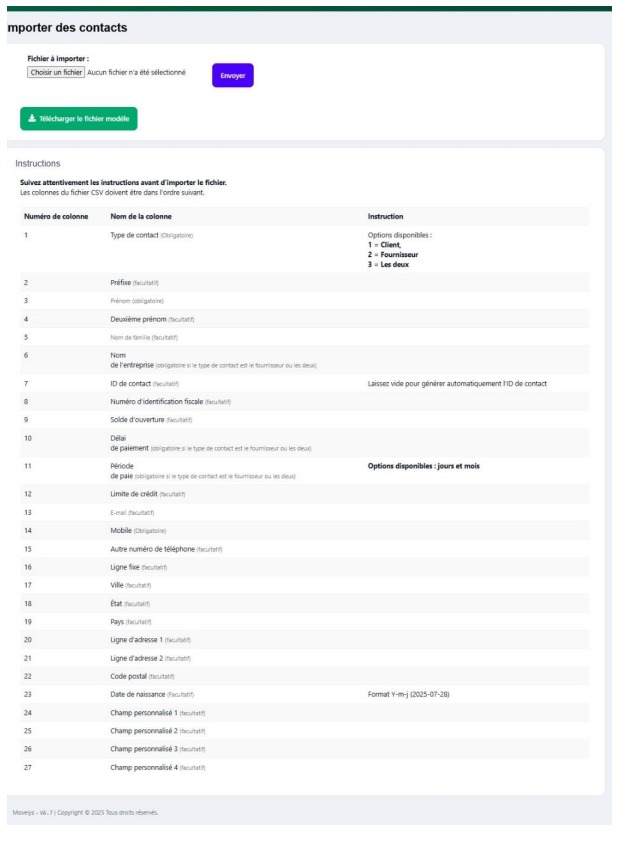 mporter des contacts
Fichier à importer :
Choisir un fichier Aucun fichier n'a été sélectionné
Envoyer
Télécharger le fichier modèle
Instructions
Suivez attentivement les instructions avant d'importer le fichier.
Les colonnes du fichier CSV doivent être dans l'ordre suivant.
Numéro de colonne Nom de la colonne Instruction
1 Type de contact (Obligatoire) Options disponibles :
1 = Client,
2 = Fournisseur
3 = Les deux
2 Préfixe (facultatif)
3 Prénom (obligatoire)
4 Deuxième prénom (facultatif)
5 Nom de famille (facultatif)
6 Nom
de l'entreprise (obligatoire si le type de contact est le fournisseur ou les deux)
7 ID de contact (facultatif) Laissez vide pour générer automatiquement l'ID de contact
8 Numéro d'identification fiscale (facultatif)
9 Solde d'ouverture (facultatif)
10 Délai
de paiement (obligatoire si le type de contact est le fournisseur ou les deux)
11 Période Options disponibles : jours et mois
de paie (obligatoire si le type de contact est le fournisseur ou les deux)
12 Limite de crédit (facultatif)
13 E-mail (facultatif)
14 Mobile (Obligatoire)
15 Autre numéro de téléphone (facultatif)
16 Ligne fixe (facultatif)
17 Ville (facultatif)
18 État (facultatif)
19 Pays (facultatif)
20 Ligne d'adresse 1 (facultatif)
21 Ligne d'adresse 2 (facultatif)
22 Code postal (facultatif)
23 Date de naissance (Facultatif) Format Y-m-j (2025-07-28)
24 Champ personnalisé 1 (facultatif)
25 Champ personnalisé 2 (facultatif)
26 Champ personnalisé 3 (facultatif)
27 Champ personnalisé 4 (facultatif)
Movelys - | Copyright © 2025 Tous droits réservés.